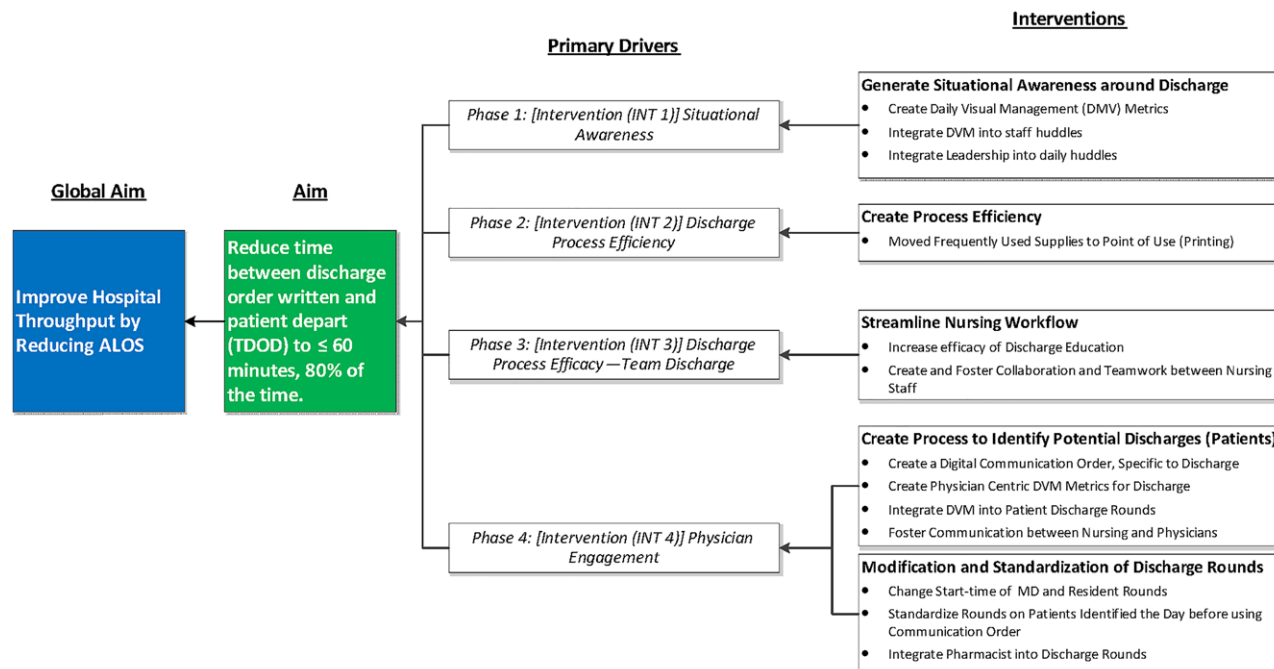 Interventions
Primary Drivers
Global Aim
Aim
Improve Hospital
Throughput by
Reducing ALOS
Reduce time
between discharge
order written and
patient depart
(TDOD) to ≤ 60
minutes, 80% of
the time.
Phase 1: [Intervention (INT 1)] Situational
Awareness
Phase 2: [Intervention (INT 2)] Discharge
Process Efficiency
Phase 3: [Intervention (INT 3)] Discharge
Process Efficacy —Team Discharge
Phase 4: [Intervention (INT 4)] Physician
Engagement
Generate Situational Awareness around Discharge
• Create Daily Visual Management (DMV) Metrics
• Integrate DVM into staff huddles
• Integrate Leadership into daily huddles
Create Process Efficiency
• Moved Frequently Used Supplies to Point of Use (Printing)
Streamline Nursing Workflow
• Increase efficacy of Discharge Education
• Create and Foster Collaboration and Teamwork between Nursing
Staff
Create Process to Identify Potential Discharges (Patients)
• Create a Digital Communication Order, Specific to Discharge
• Create Physician Centric DVM Metrics for Discharge
• Integrate DVM into Patient Discharge Rounds
• Foster Communication between Nursing and Physicians
Modification and Standardization of Discharge Rounds
• Change Start-time of MD and Resident Rounds
• Standardize Rounds on Patients Identified the Day before using
Communication Order
• Integrate Pharmacist into Discharge Rounds